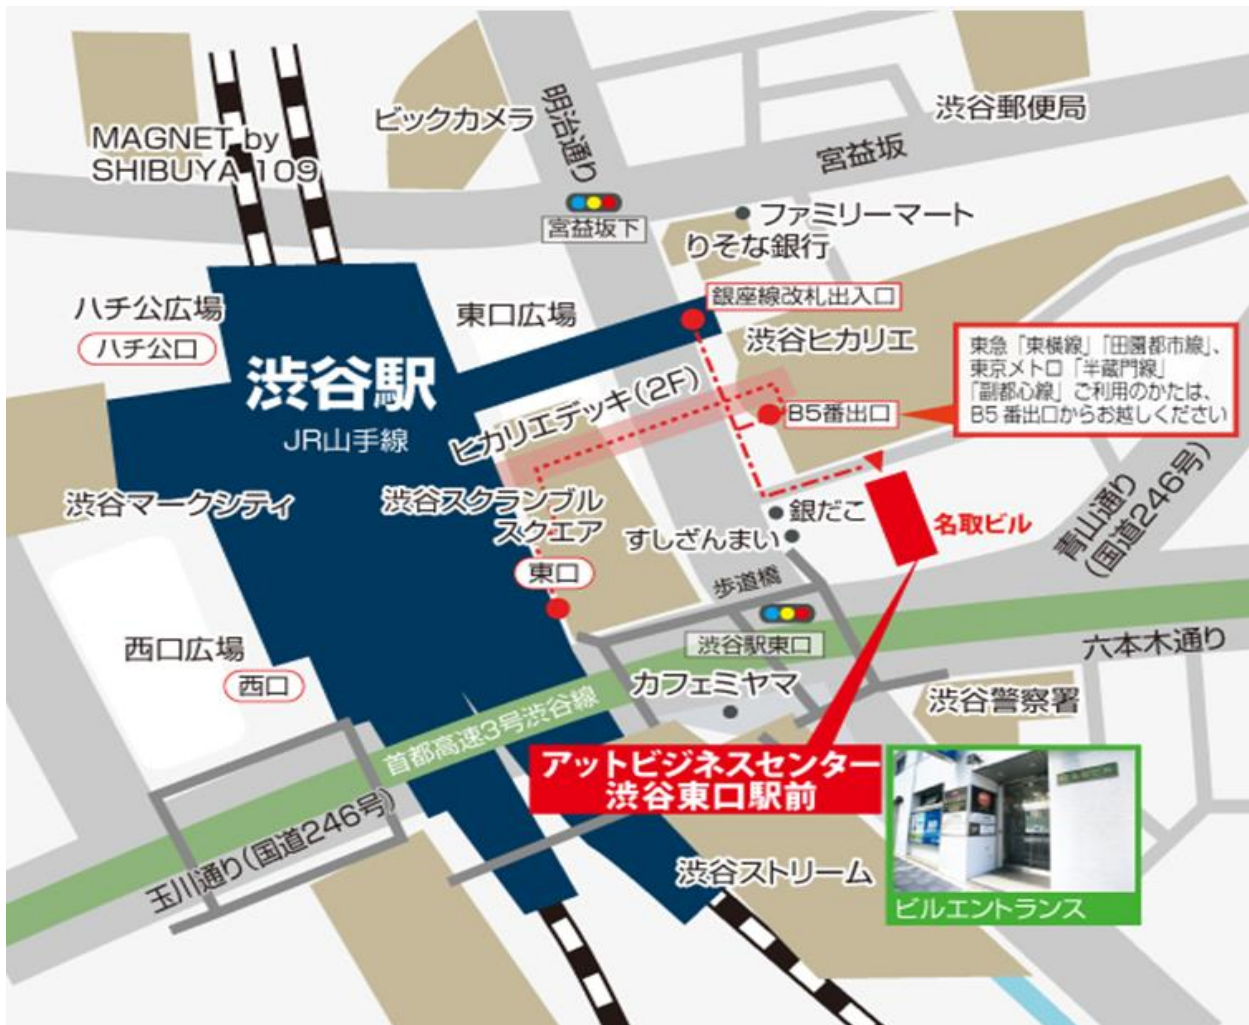 明治通り
ビックカメラ
渋谷郵便局
MAGNET by
SHIBUYA 109
宮益坂
宮益坂下
ファミリーマート
りそな銀行
ハチ公広場
ハチ公口
東口広場
銀座線改札出入口
渋谷ヒカリエ
渋谷駅
JR山手線
ヒカリエデッキ(2F)
B5番出口
東急「東横線」「田園都市線」、
東京メトロ「半蔵門線」
「副都心線」ご利用のかたは、
B5番出口からお越しください
渋谷マークシティ
渋谷スクランブル
スクエア
東口
銀だこ
すしざんまい
名取ビル
青山通り
(国道246号)
歩道橋
渋谷駅東口
六本木通り
西口広場
西口
カフェミヤマ
渋谷警察署
首都高速3号渋谷線
アットビジネスセンター
渋谷東口駅前
玉川通り(国道246号)
渋谷ストリーム
ビルエントランス